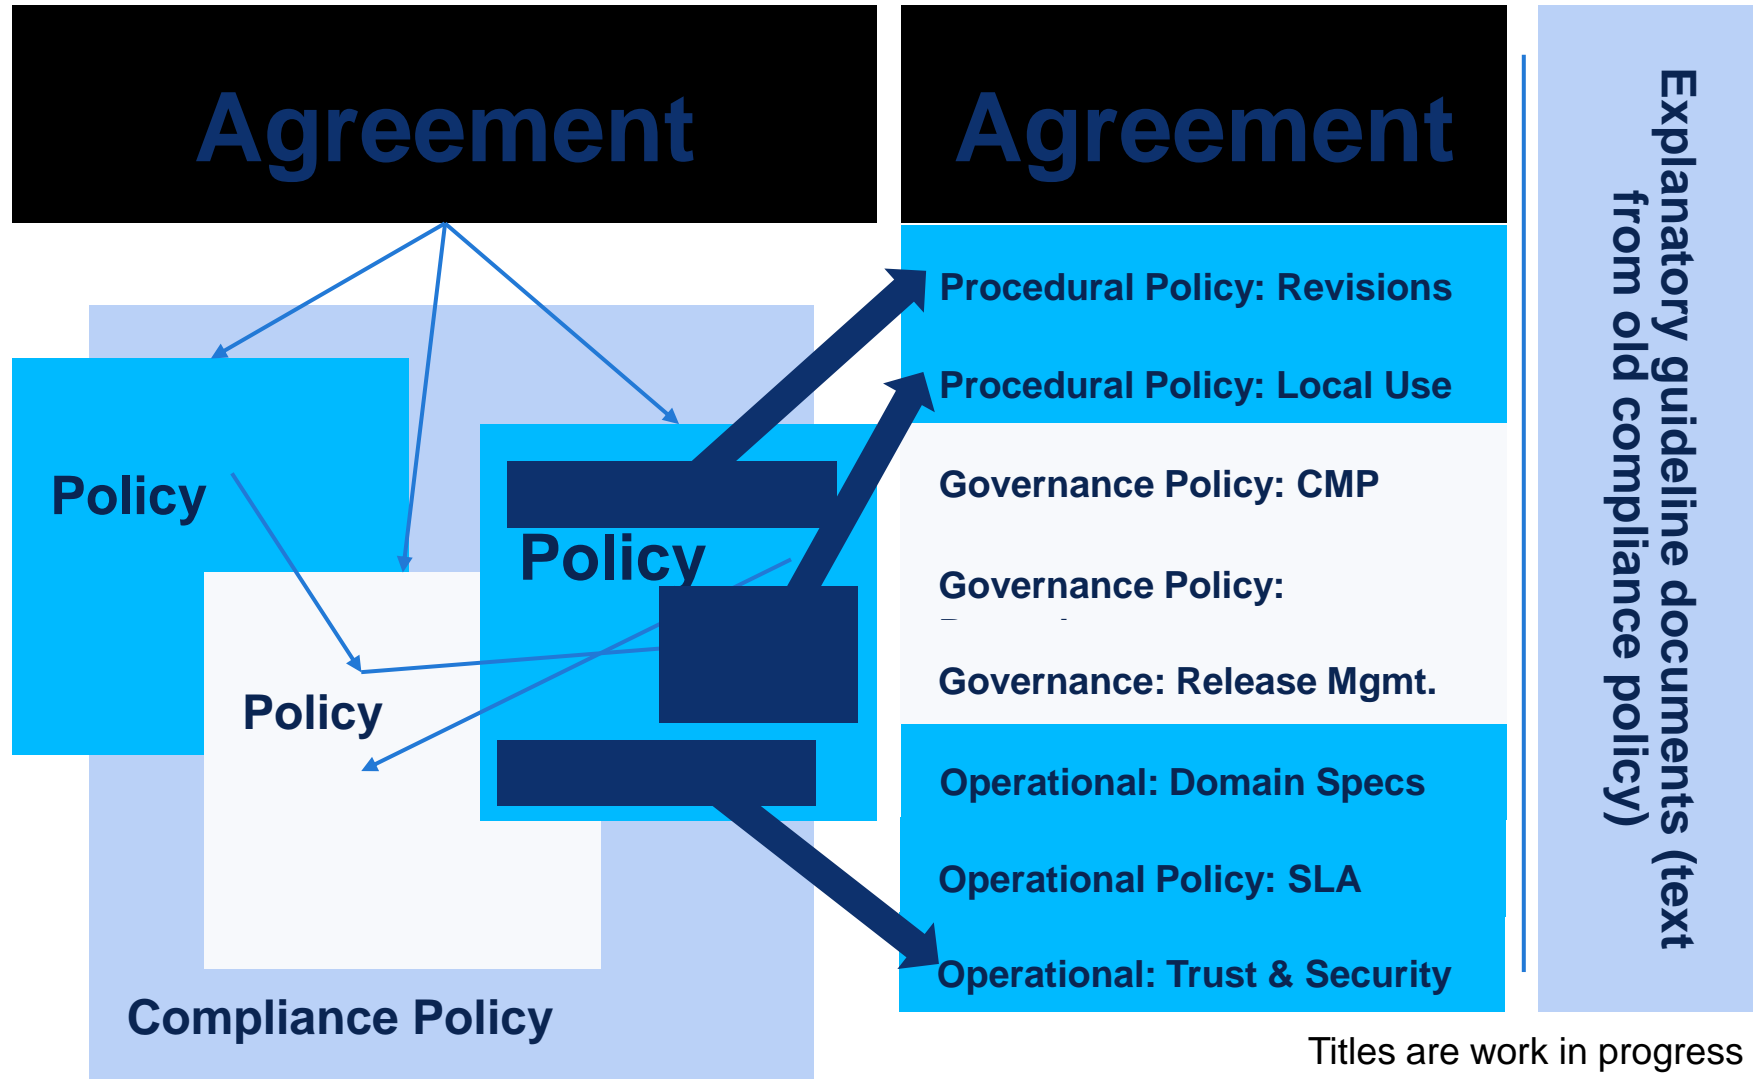 Agreement
Policy
Policy
Policy
Compliance Policy
Agreement
Procedural Policy: Revisions
Procedural Policy: Local Use
Governance Policy: CMP
Governance Policy:
Governance: Release Mgmt.
Operational: Domain Specs
Operational Policy: SLA
Operational: Trust & Security
Explanatory guideline documents (text
from old compliance policy)
Titles are work in progress